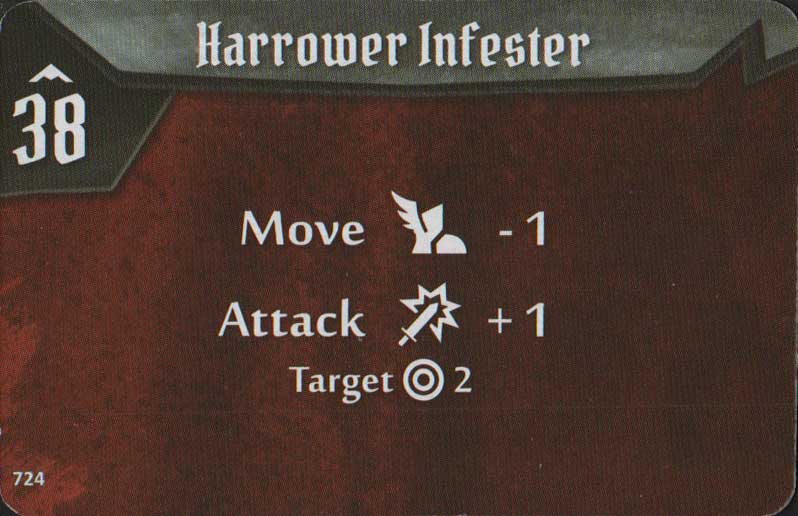 Harrower Infester
38
Move - 1
Attack + 1
Target 2
724